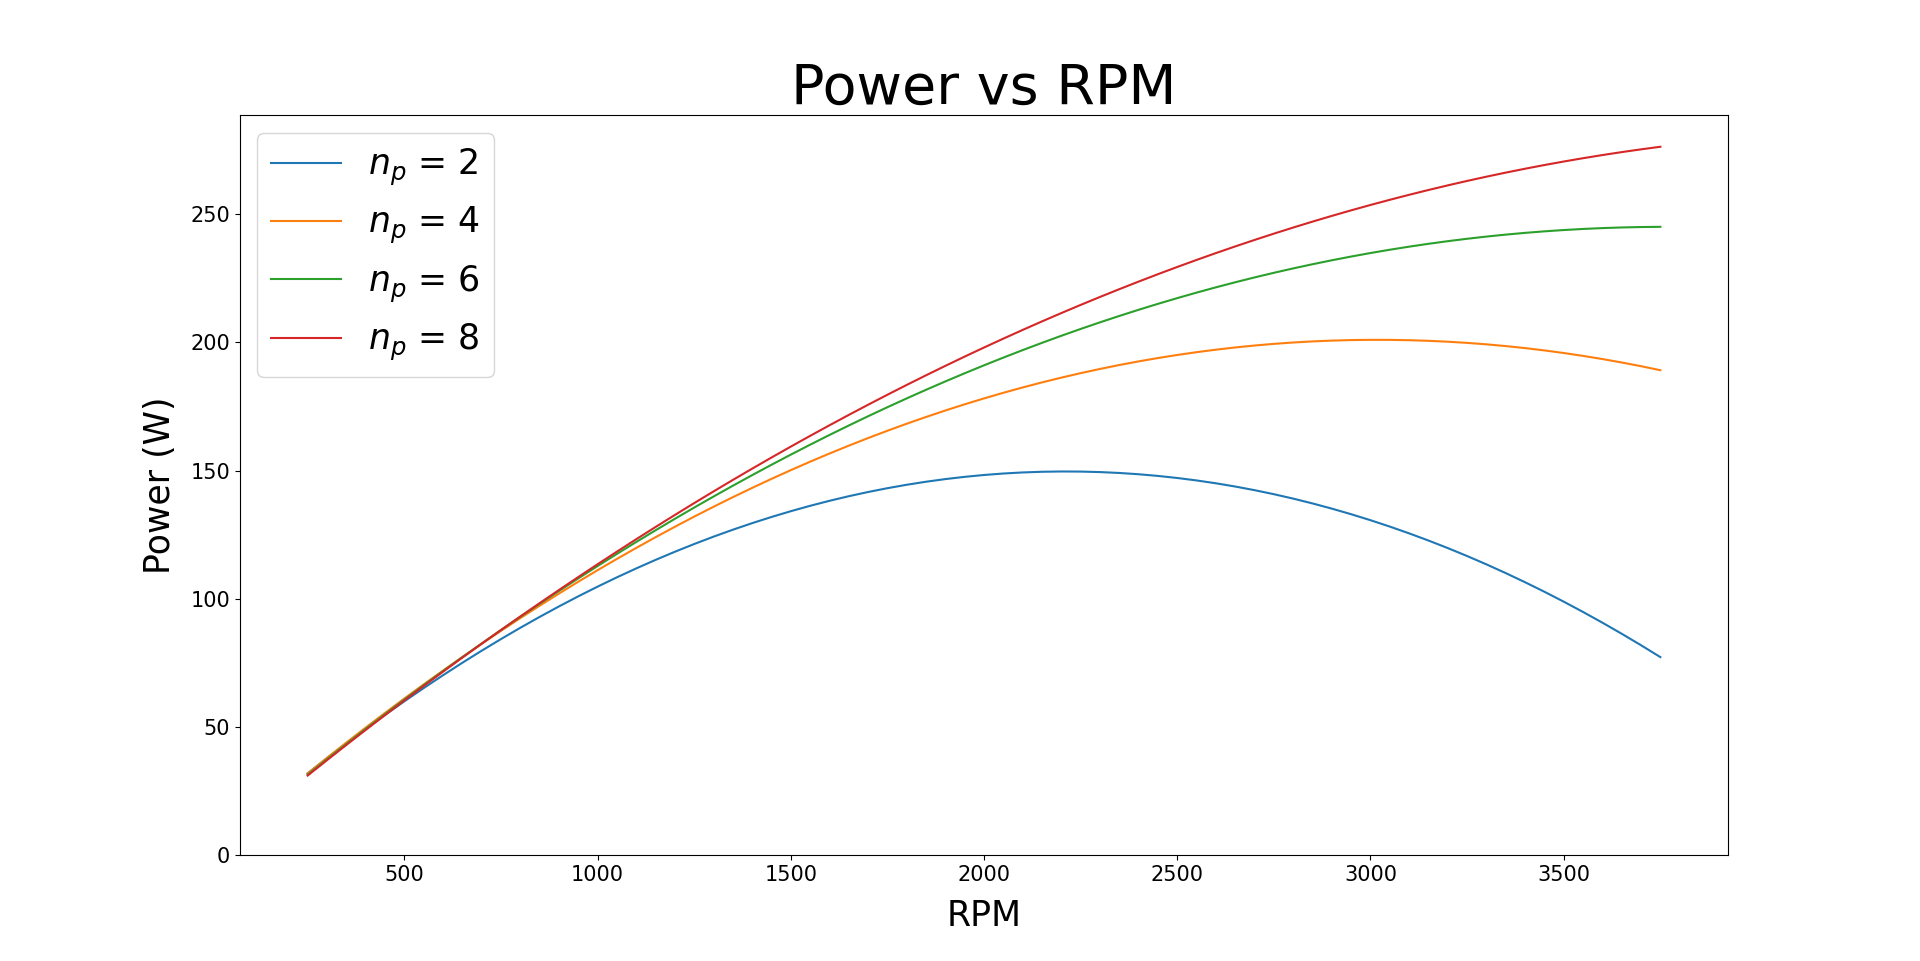 Power vs RPM
n_p = 2
n_p = 4
n_p = 6
n_p = 8
Power (W)
250
200
150
100
50
0
500 1000 1500 2000 2500 3000 3500
RPM